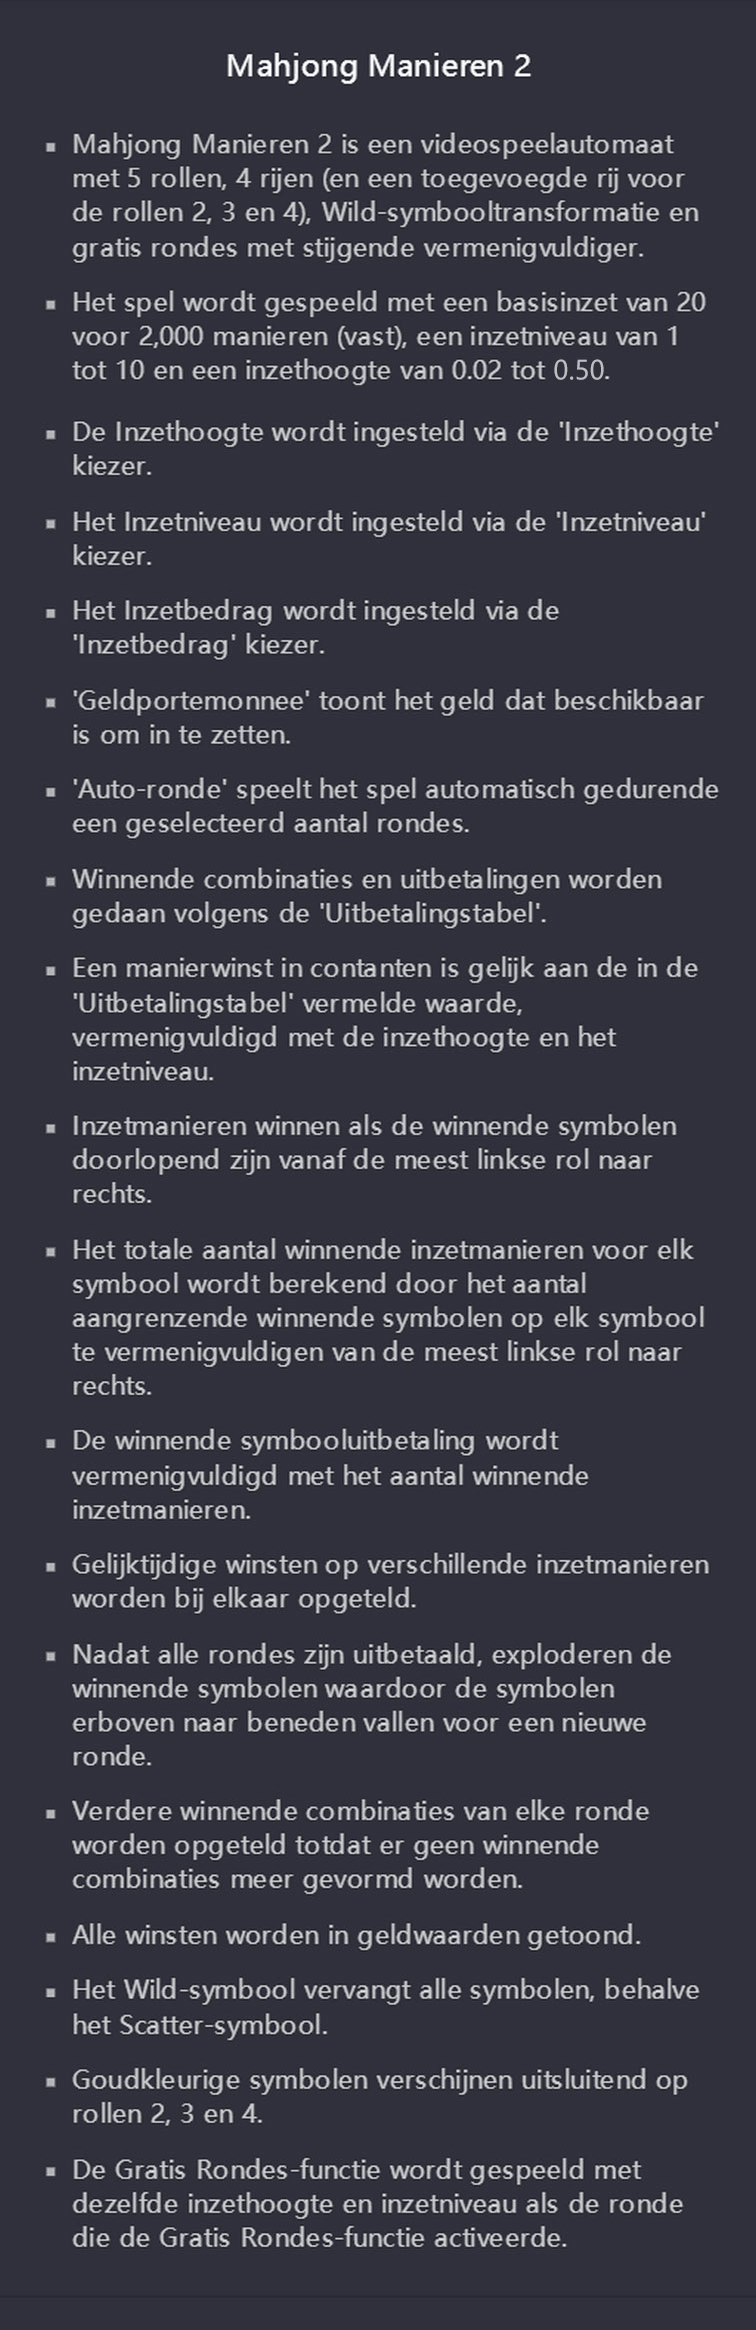 Mahjong Manieren 2
▪ Mahjong Manieren 2 is een videospeelautomaat
met 5 rollen, 4 rijen (en een toegevoegde rij voor
de rollen 2, 3 en 4), Wild-symbooltransformatie en
gratis rondes met stijgende vermenigvuldiger.
▪ Het spel wordt gespeeld met een basisinzet van 20
voor 2,000 manieren (vast), een inzetniveau van 1
tot 10 en een inzethoogte van 0.02 tot 0.50.
▪ De Inzethoogte wordt ingesteld via de 'Inzethoogte'
kiezer.
▪ Het Inzetniveau wordt ingesteld via de 'Inzetniveau'
kiezer.
▪ Het Inzetbedrag wordt ingesteld via de
'Inzetbedrag' kiezer.
▪ 'Geldportemonnee' toont het geld dat beschikbaar
is om in te zetten.
▪ 'Auto-ronde' speelt het spel automatisch gedurende
een geselecteerd aantal rondes.
▪ Winnende combinaties en uitbetalingen worden
gedaan volgens de 'Uitbetalingstabel'.
▪ Een manierwinst in contanten is gelijk aan de in de
'Uitbetalingstabel' vermelde waarde,
vermenigvuldigd met de inzethoogte en het
inzetniveau.
▪ Inzetmanieren winnen als de winnende symbolen
doorlopend zijn vanaf de meest linkse rol naar
rechts.
▪ Het totale aantal winnende inzetmanieren voor elk
symbool wordt berekend door het aantal
aangrenzende winnende symbolen op elk symbool
te vermenigvuldigen van de meest linkse rol naar
rechts.
▪ De winnende symbooluitbetaling wordt
vermenigvuldigd met het aantal winnende
inzetmanieren.
▪ Gelijktijdige winsten op verschillende inzetmanieren
worden bij elkaar opgeteld.
▪ Nadat alle rondes zijn uitbetaald, exploderen de
winnende symbolen waardoor de symbolen
erboven naar beneden vallen voor een nieuwe
ronde.
▪ Verdere winnende combinaties van elke ronde
worden opgeteld totdat er geen winnende
combinaties meer gevormd worden.
▪ Alle winsten worden in geldwaarden getoond.
▪ Het Wild-symbool vervangt alle symbolen, behalve
het Scatter-symbool.
▪ Goudkleurige symbolen verschijnen uitsluitend op
rollen 2, 3 en 4.
▪ De Gratis Rondes-functie wordt gespeeld met
dezelfde inzethoogte en inzetniveau als de ronde
die de Gratis Rondes-functie activeerde.